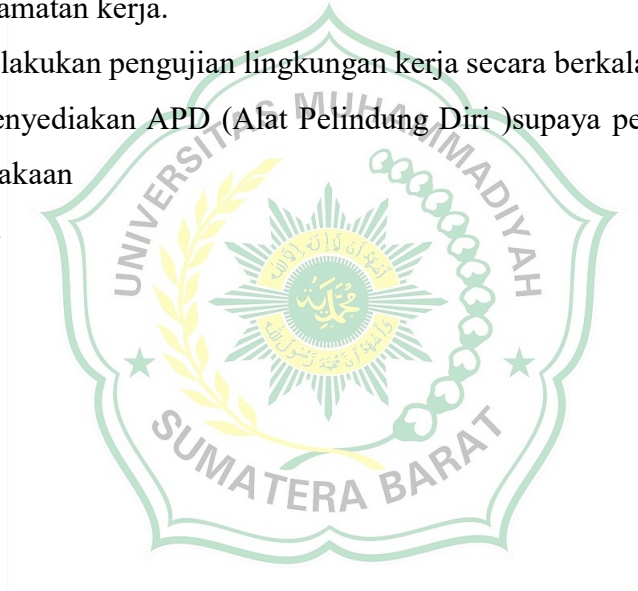 amatan kerja.
lakukan pengujian lingkungan kerja secara berkala
enyediakan APD (Alat Pelindung Diri )supaya pe
akaan
UNIVERSITAS MUHAMMADIYAH
SUMATERA BARAT